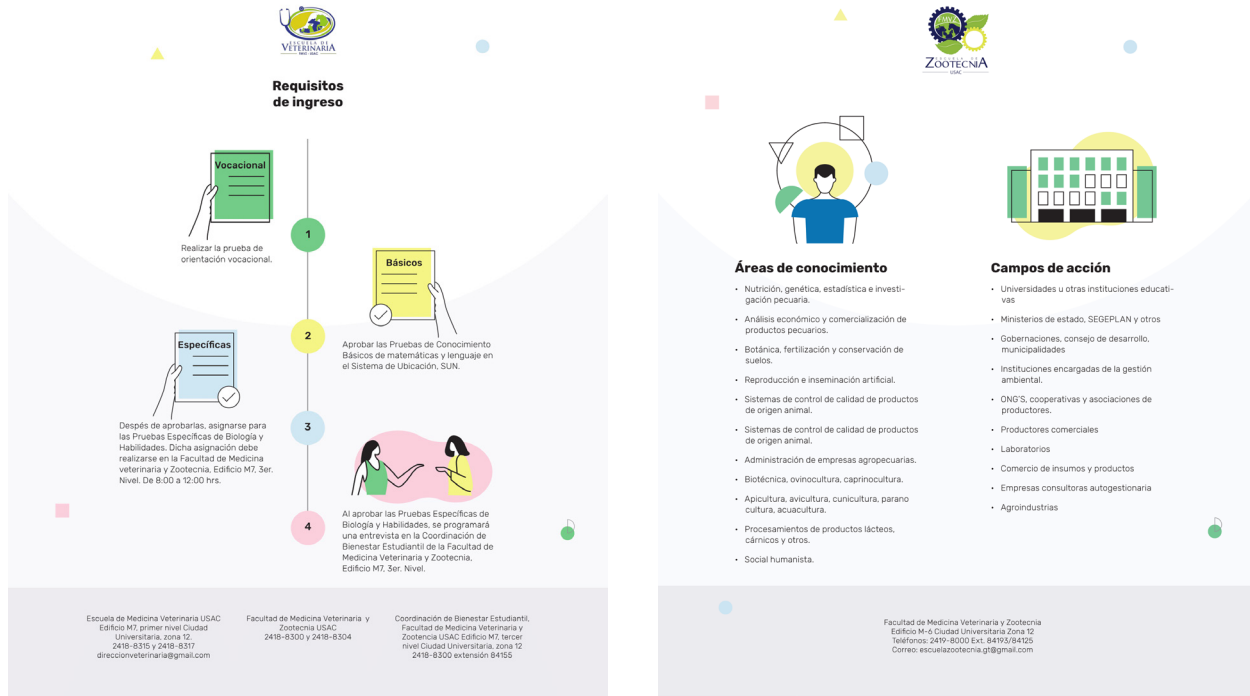 ESCUELA DE
VETERINARIA
FMVZ - USAC
Requisitos
de ingreso
Vocacional
1
Realizar la prueba de
orientación vocacional.
Básicos
2
Aprobar las Pruebas de Conocimiento
Básicos de matemáticas y lenguaje en
el Sistema de Ubicación, SUN.
Específicas
3
Despés de aprobarlas, asignarse para
las Pruebas Específicas de Biología y
Habilidades. Dicha asignación debe
realizarse en la Facultad de Medicina
veterinaria y Zootecnia, Edificio M7, 3er.
Nivel. De 8:00 a 12:00 hrs.
4
Al aprobar las Pruebas Específicas de
Biología y Habilidades, se programará
una entrevista en la Coordinación de
Bienestar Estudiantil de la Facultad de
Medicina Veterinaria y Zootecnia,
Edificio M7, 3er. Nivel.
Escuela de Medicina Veterinaria USAC
Edificio M7, primer nivel Ciudad
Universitaria, zona 12.
2418-8315 y 2418-8317
direccionveterinaria@gmail.com
Facultad de Medicina Veterinaria y
Zootecnia USAC
2418-8300 y 2418-8304
Coordinación de Bienestar Estudiantil,
Facultad de Medicina Veterinaria y
Zootencia USAC Edificio M7, tercer
nivel Ciudad Universitaria, zona 12
2418-8300 extensión 84155
FMVZ
ESCUELA DE
ZOOTECNIA
USAC
Áreas de conocimiento
• Nutrición, genética, estadística e investi-
gación pecuaria.
• Análisis económico y comercialización de
productos pecuarios.
• Botánica, fertilización y conservación de
suelos.
• Reproducción e inseminación artificial.
• Sistemas de control de calidad de productos
de origen animal.
• Sistemas de control de calidad de productos
de origen animal.
• Administración de empresas agropecuarias.
• Biotécnica, ovinocultura, caprinocultura.
• Apicultura, avicultura, cunicultura, parano
cultura, acuacultura.
• Procesamientos de productos lácteos,
cárnicos y otros.
• Social humanista.
Campos de acción
• Universidades u otras instituciones educati-
vas
• Ministerios de estado, SEGEPLAN y otros
• Gobernaciones, consejo de desarrollo,
municipalidades
• Instituciones encargadas de la gestión
ambiental.
• ONG'S, cooperativas y asociaciones de
productores.
• Productores comerciales
• Laboratorios
• Comercio de insumos y productos
• Empresas consultoras autogestionaria
• Agroindustrias
Facultad de Medicina Veterinaria y Zootecnia
Edificio M-6 Ciudad Universitaria Zona 12
Teléfonos: 2419-8000 Ext. 84193/84125
Correo: escuelazootecnia.gt@gmail.com